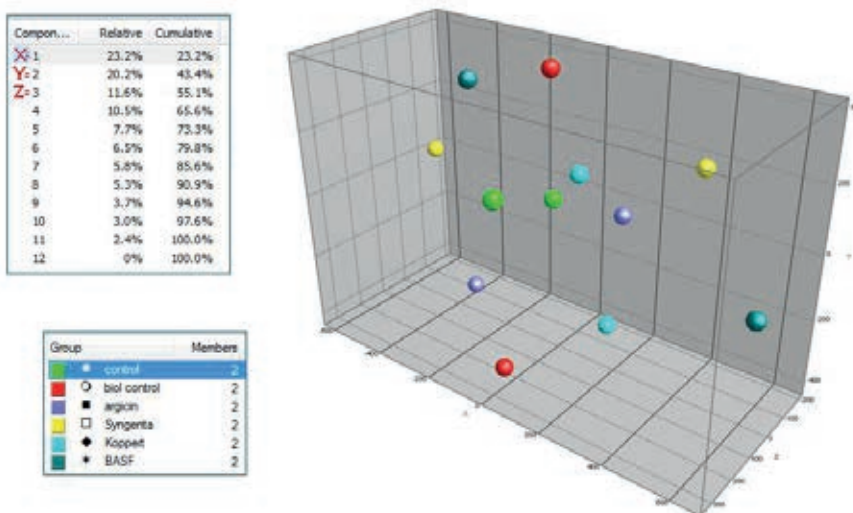 Compon... Relative Cumulative
X= 1 23.2% 23.2%
Y= 2 20.2% 43.4%
Z= 3 11.6% 55.1%
4 10.5% 65.6%
5 7.7% 73.3%
6 6.5% 79.8%
7 5.8% 85.6%
8 5.3% 90.9%
9 3.7% 94.6%
10 3.0% 97.6%
11 2.4% 100.0%
12 0% 100.0%
Group Members
control 2
biol control 2
argicin 2
Syngenta 2
Koppert 2
BASF 2